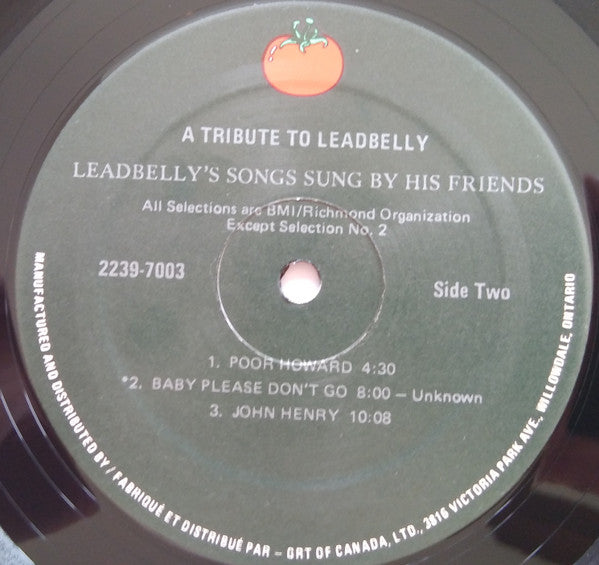 A TRIBUTE TO LEADBELLY
LEADBELLY'S SONGS SUNG BY HIS FRIENDS
All Selections are BMI/Richmond Organization
Except Selection No. 2
2239-7003
Side Two
1. POOR HOWARD 4:30
*2. BABY PLEASE DON'T GO 8:00 – Unknown
3. JOHN HENRY 10:08
MANUFACTURED AND DISTRIBUTED BY / FABRIQUÉ ET DISTRIBUÉ PAR – GRT OF CANADA, LTD., 3816 VICTORIA PARK AVE., WILLOWDALE, ONTARIO